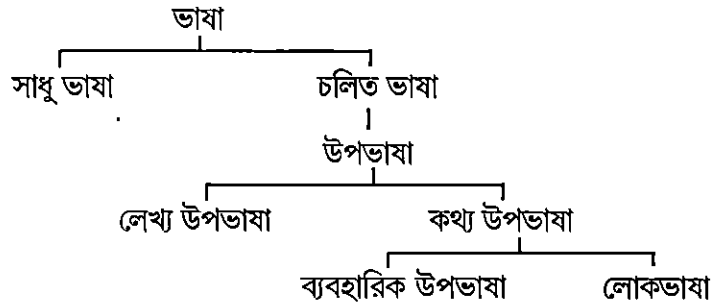 ভাষা
সাধু ভাষা চলিত ভাষা
উপভাষা
লেখ্য উপভাষা কথ্য উপভাষা
ব্যবহারিক উপভাষা লোকভাষা